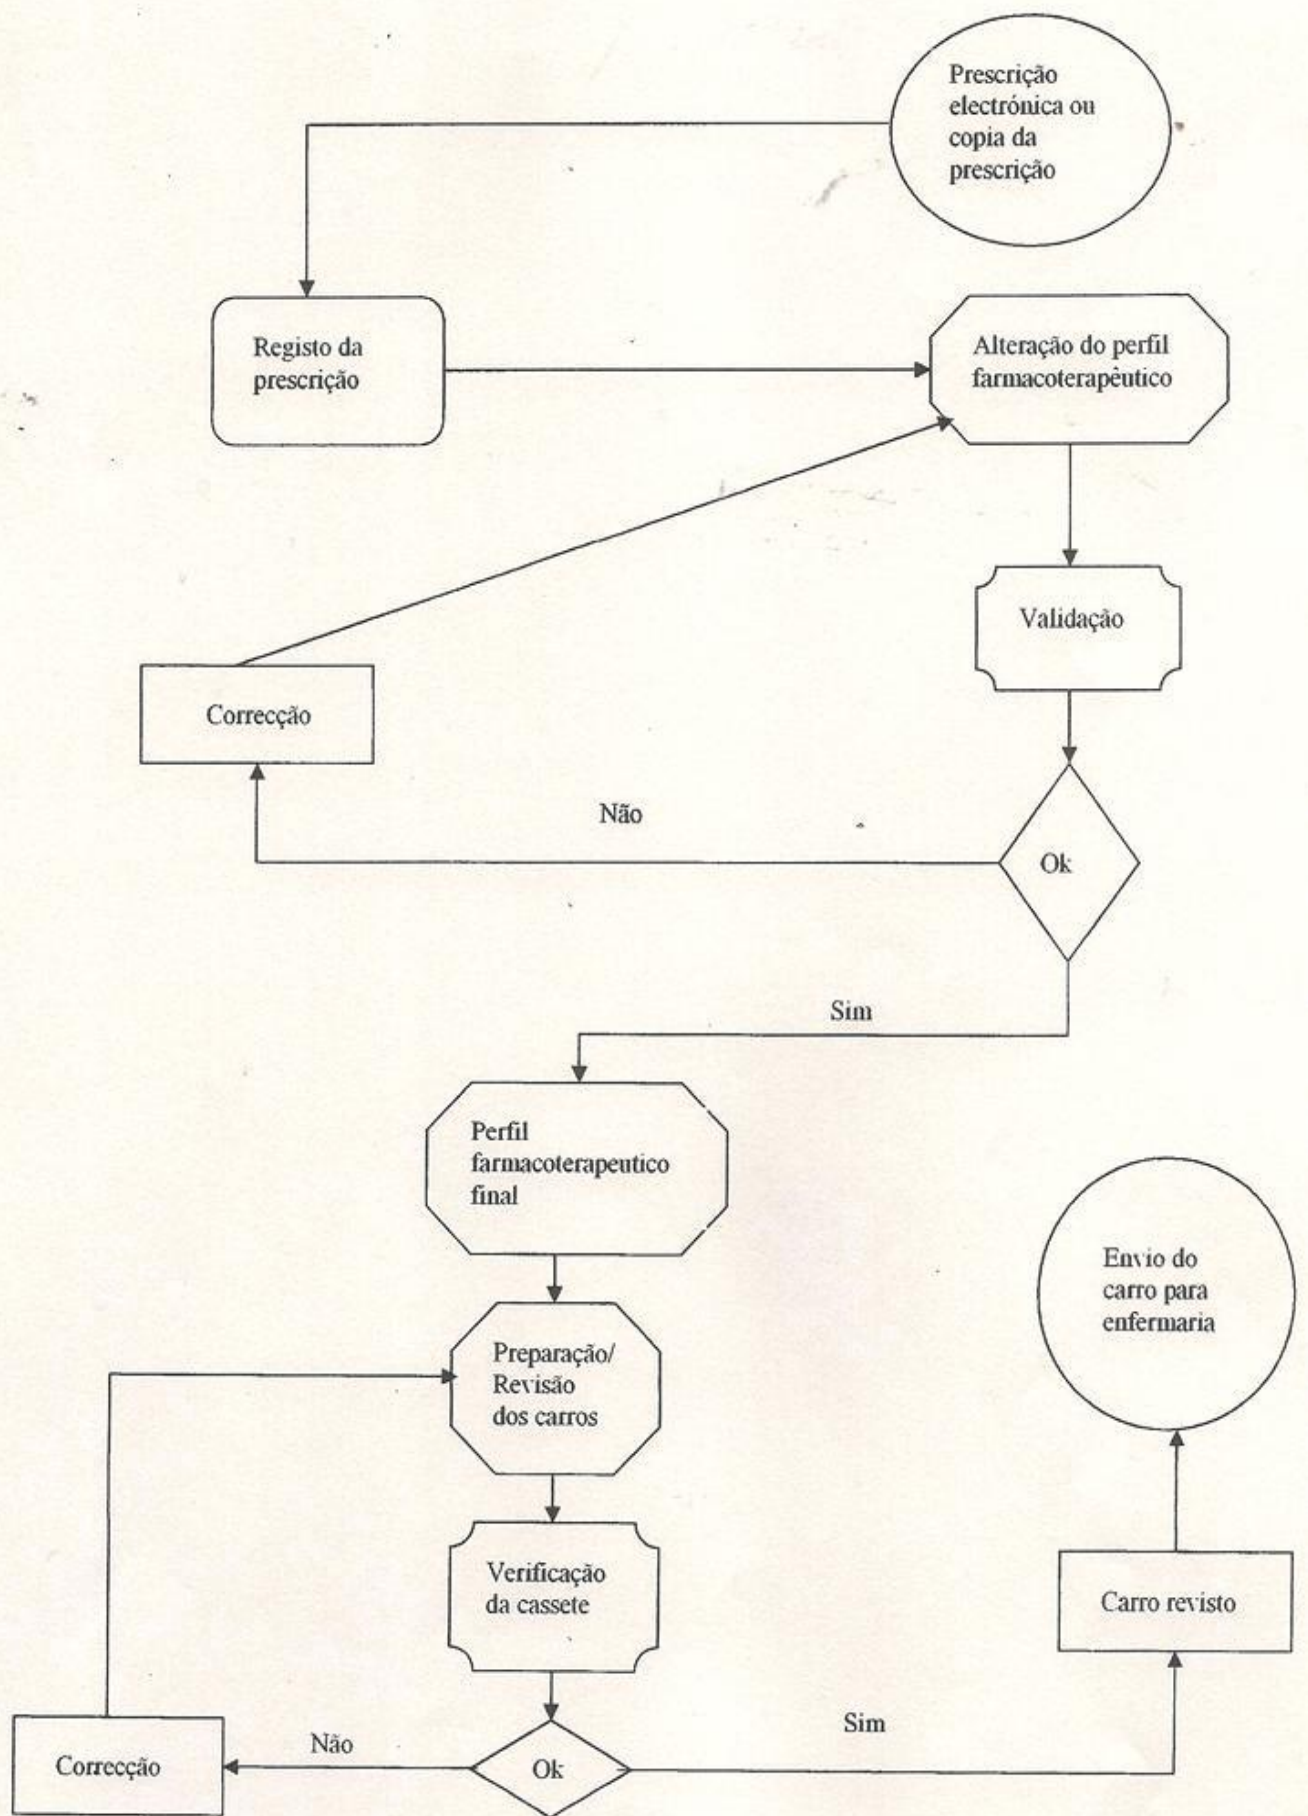 Prescrição
electrónica ou
copia da
prescrição
Registo da
prescrição
Alteração do perfil
farmacoterapêutico
Validação
Correcção
Não
Ok
Sim
Perfil
farmacoterapeutico
final
Preparação/
Revisão
dos carros
Verificação
da cassete
Ok
Não
Correcção
Sim
Carro revisto
Envio do
carro para
enfermaria